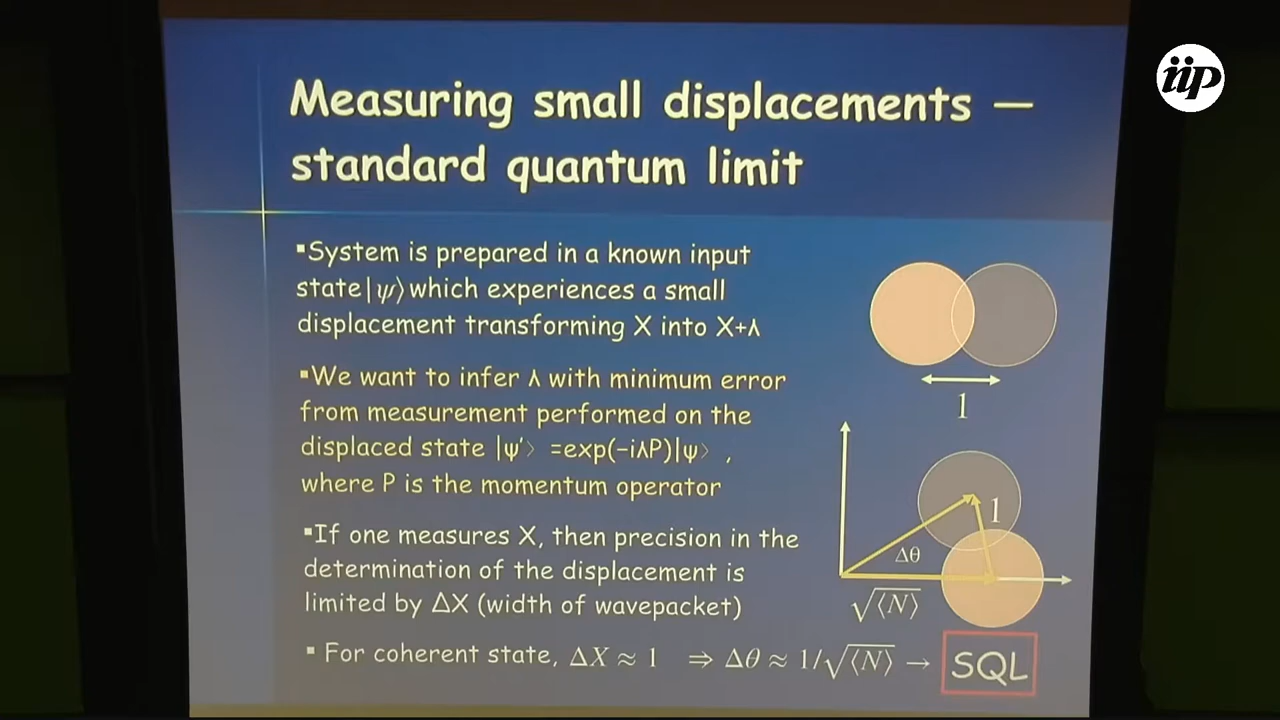 iip
Measuring small displacements —
standard quantum limit
▪System is prepared in a known input
state|ψ⟩which experiences a small
displacement transforming X into X+λ
▪We want to infer λ with minimum error
from measurement performed on the
displaced state |ψ'〉 =exp(-iλP)|ψ〉 ,
where P is the momentum operator
▪If one measures X, then precision in the
determination of the displacement is
limited by ΔX (width of wavepacket)
▪ For coherent state, ΔX ≈ 1 ⇒ Δθ ≈ 1/√⟨N⟩ → SQL
1
1
Δθ
√⟨N⟩